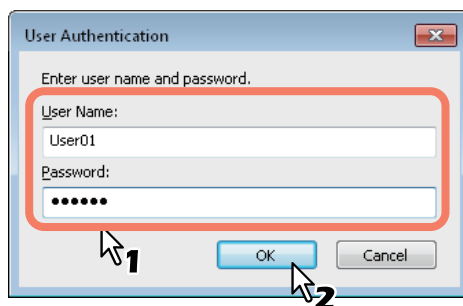 User Authentication
Enter user name and password.
User Name:
User01
Password:
••••••
1
OK
Cancel
2